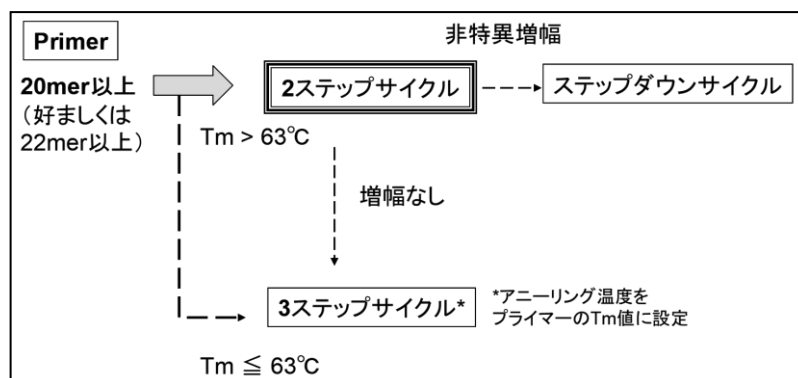 Primer
非特異増幅
20mer以上
(好ましくは
22mer以上)
2ステップサイクル
ステップダウンサイクル
Tm > 63℃
増幅なし
3ステップサイクル*
*アニーリング温度を
プライマーのTm値に設定
Tm ≦ 63℃